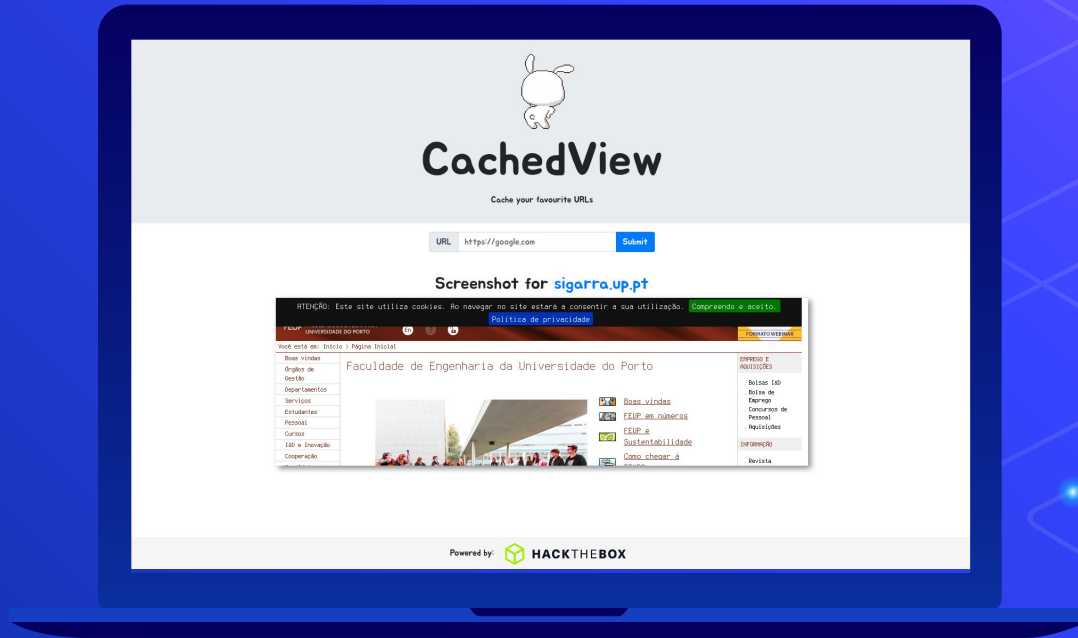 CachedView
Cache your favourite URLs
URL https://google.com Submit
Screenshot for sigarra.up.pt
ATENÇÃO: Este site utiliza cookies. Ao navegar no site estará a consentir a sua utilização. Compreendo e aceito.
Política de privacidade
UNIVERSIDADE DO PORTO
En
FORMATO WEBINAR
Você está em: Início > Página Inicial
Boas vindas
Órgãos de
Gestão
Departamentos
Serviços
Estudantes
Pessoal
Cursos
I&D e Inovação
Cooperação
Faculdade de Engenharia da Universidade do Porto
Boas vindas
FEUP em números
FEUP e
Sustentabilidade
Como chegar à
EMPREGO E
AQUISIÇÕES
. Bolsas I&D
. Bolsa de
Emprego
. Concursos de
Pessoal
. Aquisições
INFORMAÇÃO
. Revista
Powered by: HACKTHEBOX